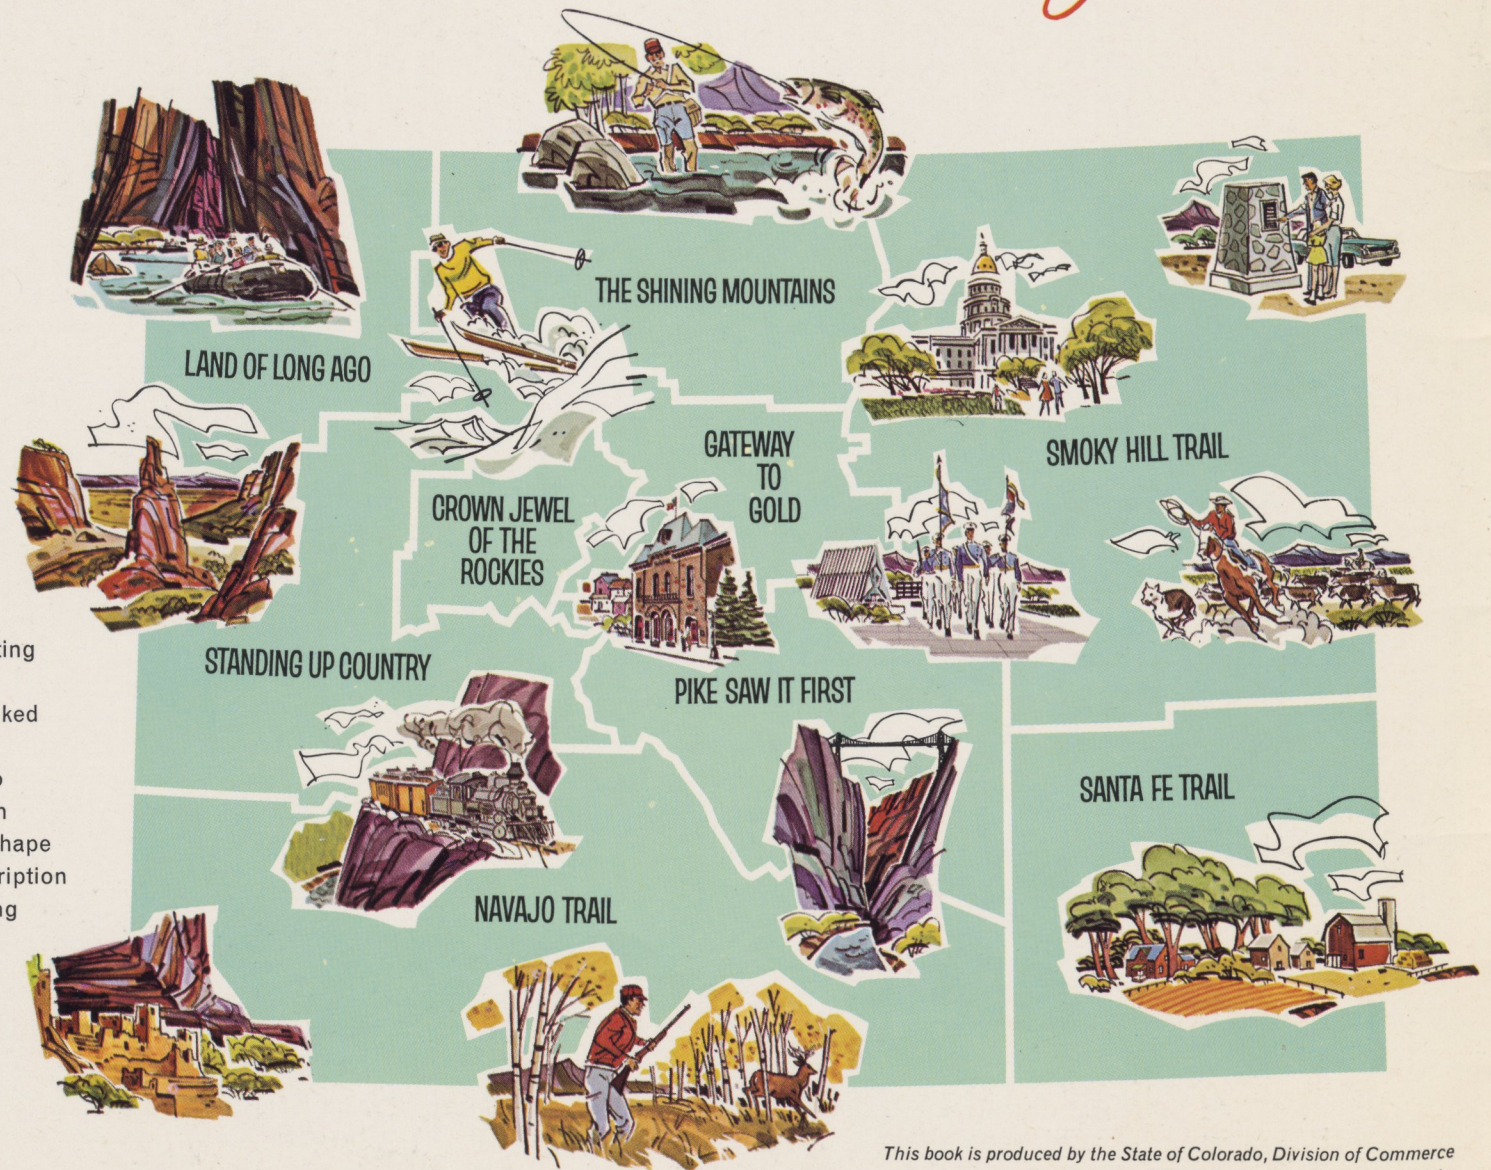 THE SHINING MOUNTAINS
LAND OF LONG AGO
GATEWAY
TO
GOLD
SMOKY HILL TRAIL
CROWN JEWEL
OF THE
ROCKIES
STANDING UP COUNTRY
PIKE SAW IT FIRST
SANTA FE TRAIL
NAVAJO TRAIL
This book is produced by the State of Colorado, Division of Commerce